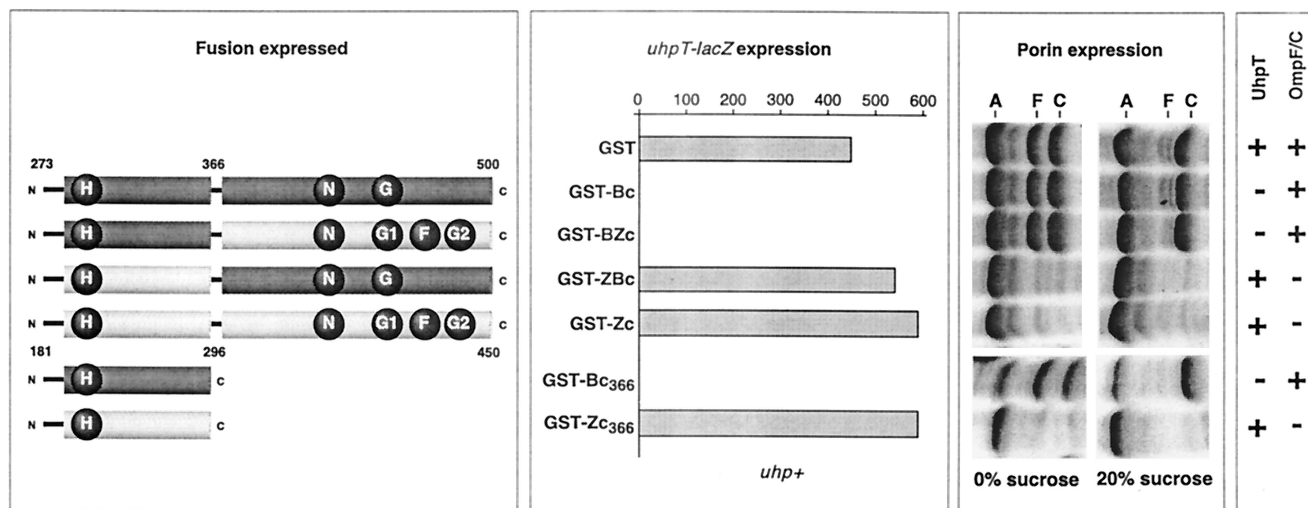 Fusion expressed
273 366 500
N H N G C
N H N G1 F G2 C
N H N G C
N H N G1 F G2 C
181 296 450
N H C
N H C
uhpT-lacZ expression
0 100 200 300 400 500 600
GST
GST-Bc
GST-BZc
GST-ZBc
GST-Zc
GST-Bc366
GST-Zc366
uhp+
Porin expression
A F C A F C
0% sucrose 20% sucrose
UhpT OmpF/C
+ +
- +
- +
+ -
+ -
- +
+ -